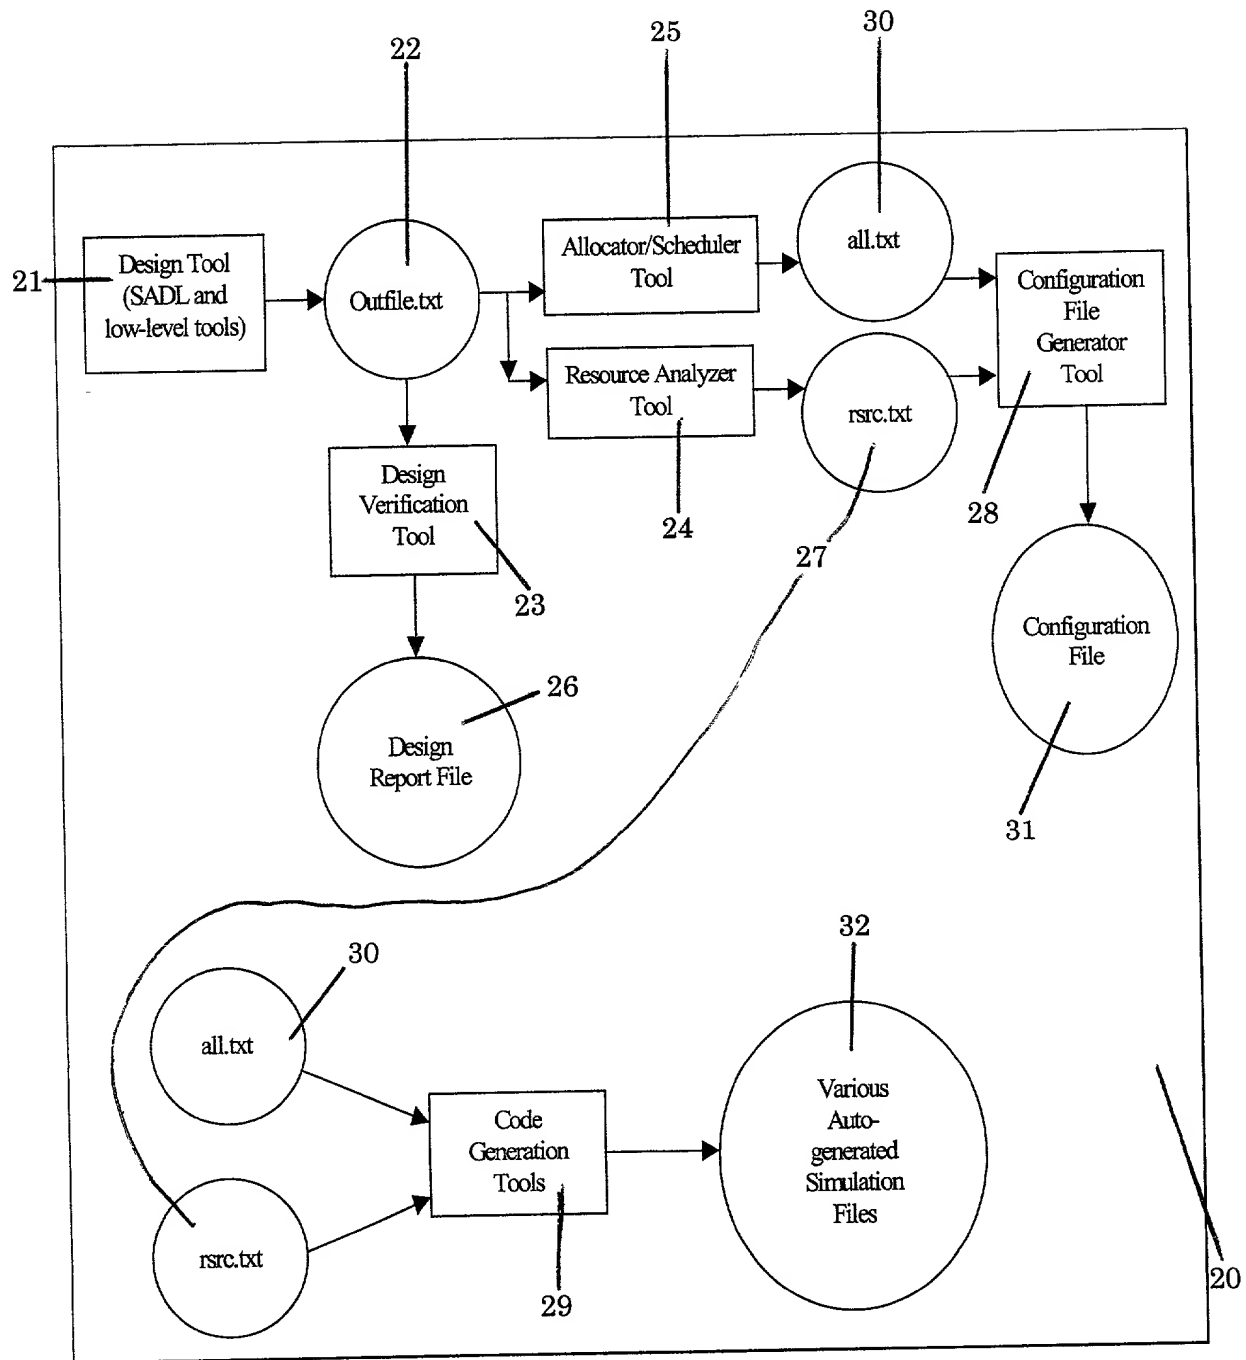 22
25
30
21
Design Tool
(SADL and
low-level tools)
Outfile.txt
Allocator/Scheduler
Tool
all.txt
Configuration
File
Generator
Tool
Resource Analyzer
Tool
rsrc.txt
Design
Verification
Tool
24
28
27
23
Configuration
File
26
Design
Report File
31
30
32
all.txt
Code
Generation
Tools
Various
Auto-
generated
Simulation
Files
rsrc.txt
29
20